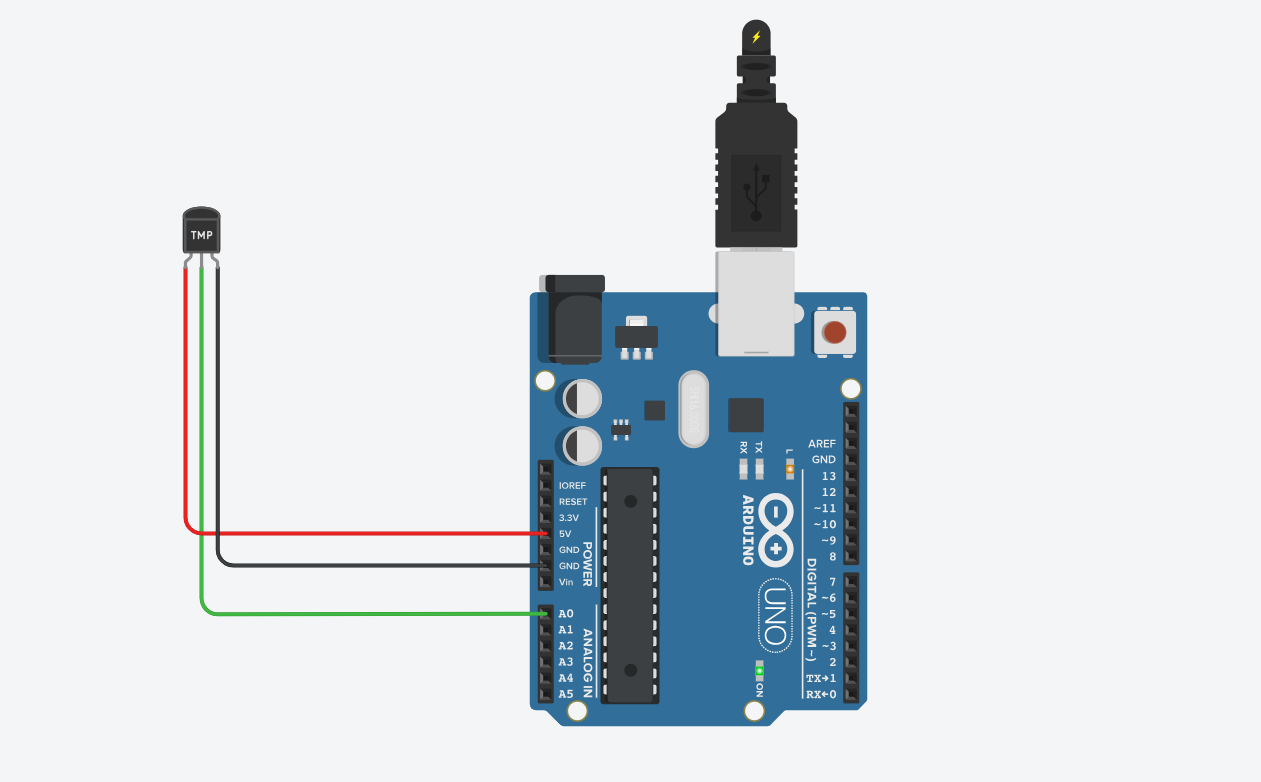 TMP
RX
TX
L
AREF
GND
13
12
~11
~10
~9
8
IOREF
RESET
3.3V
5V
GND
GND
Vin
POWER
ARDUINO
UNO
DIGITAL (PWM~)
7
~6
~5
4
~3
2
TX→1
RX←0
A0
A1
A2
A3
A4
A5
ANALOG IN
ON